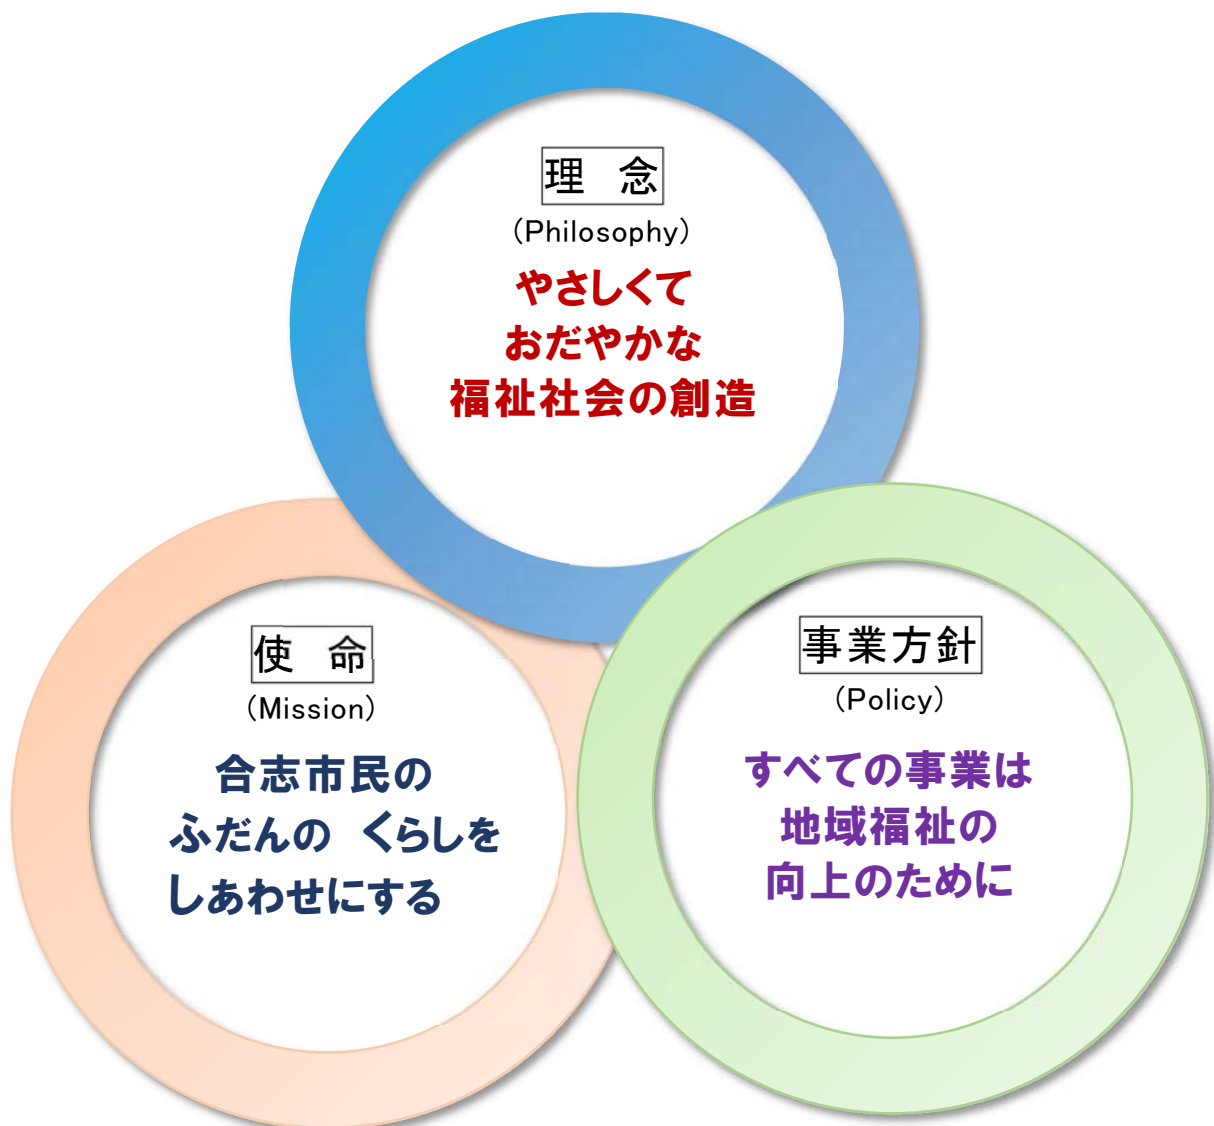 理　念
(Philosophy)
やさしくて
おだやかな
福祉社会の創造
使　命
(Mission)
合志市民の
ふだんの　くらしを
しあわせにする
事業方針
(Policy)
すべての事業は
地域福祉の
向上のために